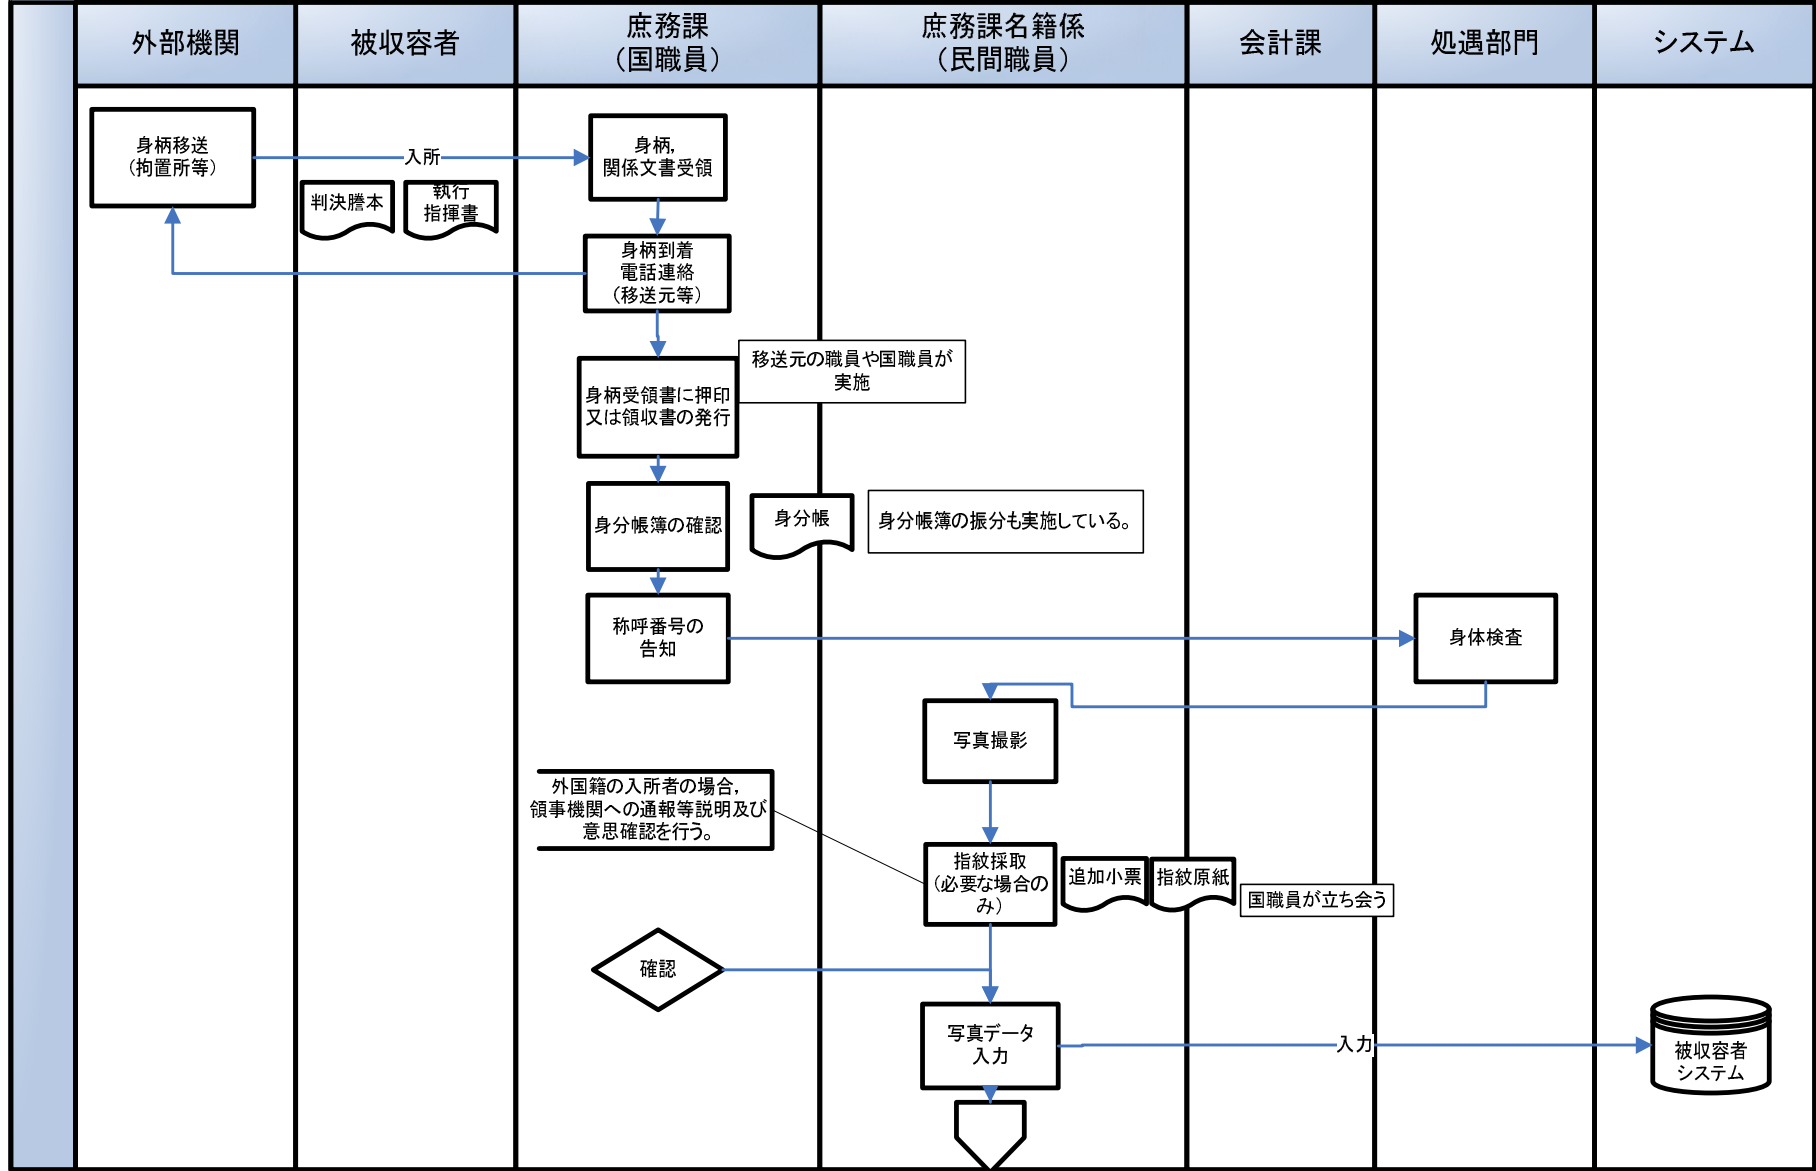 外部機関
被収容者
庶務課
（国職員）
庶務課名籍係
（民間職員）
会計課
処遇部門
システム
身柄移送
（拘置所等）
入所
身柄，
関係文書受領
判決謄本
執行
指揮書
身柄到着
電話連絡
（移送元等）
移送元の職員や国職員が
実施
身柄受領書に押印
又は領収書の発行
身分帳簿の確認
身分帳
身分帳簿の振分も実施している。
称呼番号の
告知
身体検査
写真撮影
外国籍の入所者の場合，
領事機関への通報等説明及び
意思確認を行う。
指紋採取
（必要な場合の
み）
追加小票
指紋原紙
国職員が立ち会う
確認
写真データ
入力
入力
被収容者
システム